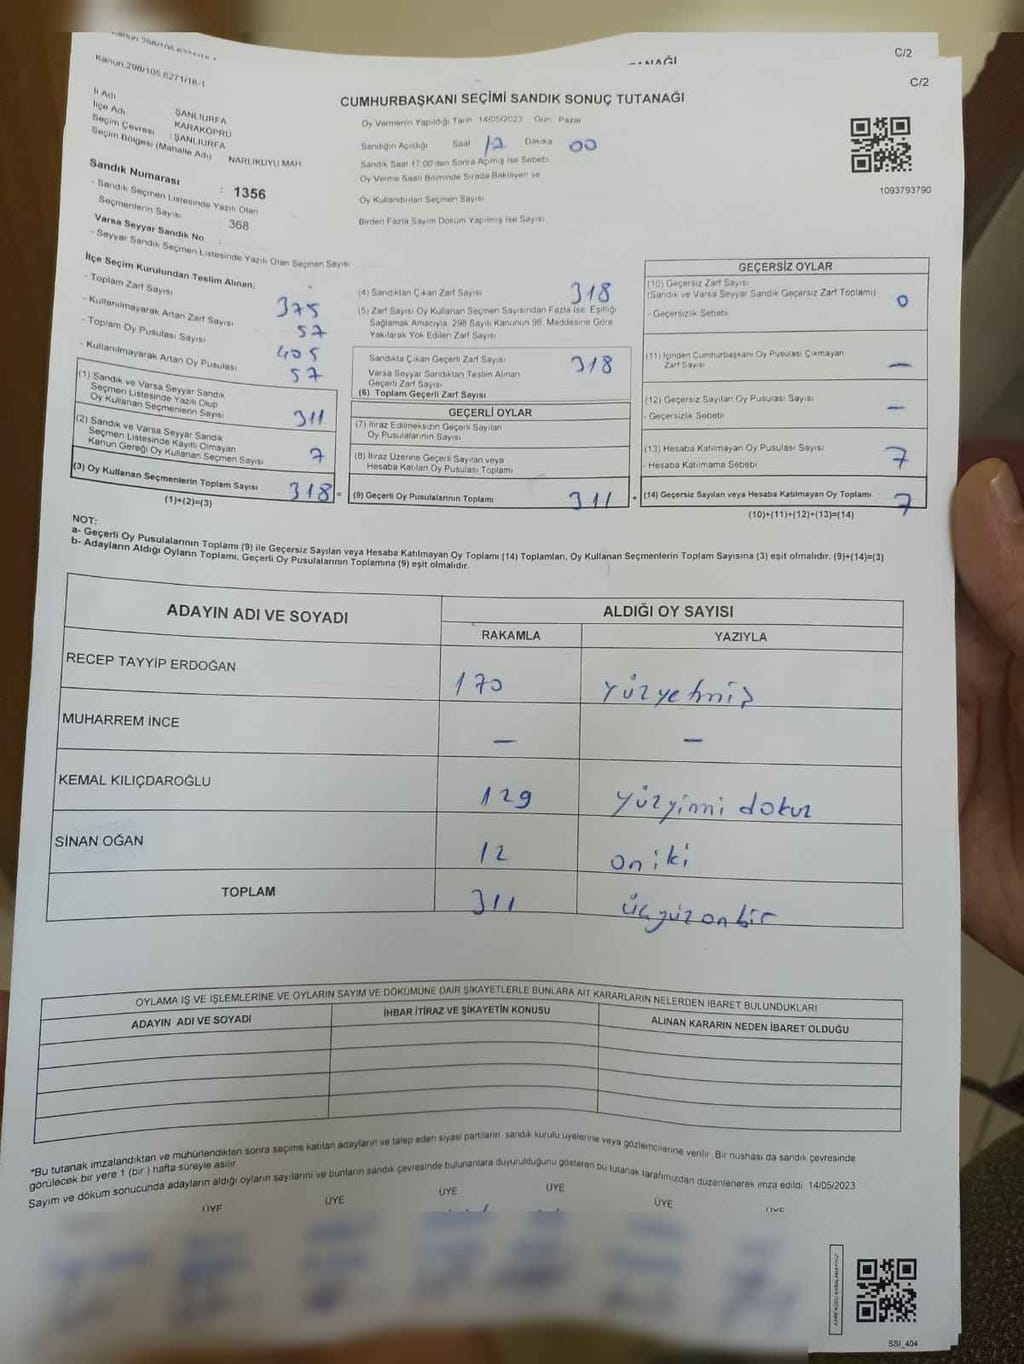 C/2
Kanun.298/105,6271/18-1
C/2
CUMHURBAŞKANI SEÇİMİ SANDIK SONUÇ TUTANAĞI
İl Adı : ŞANLIURFA
İlçe Adı : KARAKÖPRÜ
Seçim Çevresi : ŞANLIURFA
Seçim Bölgesi (Mahalle Adı) NARLIKUYU MAH
Sandık Numarası : 1356
- Sandık Seçmen Listesinde Yazılı Olan
Seçmenlerin Sayısı : 368
Varsa Seyyar Sandık No :
- Seyyar Sandık Seçmen Listesinde Yazılı Olan Seçmen Sayısı
Oy Vermenin Yapıldığı Tarih 14/05/2023 Gün Pazar
Sandığın Açıldığı Saat 17 Dakika 00
Sandık Saat 17:00'den Sonra Açılmış İse Sebebi
Oy Verme Saati Bitiminde Sırada Bekleyen ve
Oy Kullandırılan Seçmen Sayısı
Birden Fazla Sayım Döküm Yapılmış İse Sayısı
1093793790
İlçe Seçim Kurulundan Teslim Alınan;
- Toplam Zarf Sayısı 375
- Kullanılmayarak Artan Zarf Sayısı 57
- Toplam Oy Pusulası Sayısı 405
- Kullanılmayarak Artan Oy Pusulası 57
(1) Sandık ve Varsa Seyyar Sandık
Seçmen Listesinde Yazılı Olup
Oy Kullanan Seçmenlerin Sayısı 311
(2) Sandık ve Varsa Seyyar Sandık
Seçmen Listesinde Kayıtlı Olmayan
Kanun Gereği Oy Kullanan Seçmen Sayısı 7
(3) Oy Kullanan Seçmenlerin Toplam Sayısı 318 =
(1)+(2)=(3)
(4) Sandıktan Çıkan Zarf Sayısı 318
(5) Zarf Sayısı Oy Kullanan Seçmen Sayısından Fazla İse, Eşitliği
Sağlamak Amacıyla, 298 Sayılı Kanunun 98. Maddesine Göre
Yakılarak Yok Edilen Zarf Sayısı
Sandıkta Çıkan Geçerli Zarf Sayısı 318
Varsa Seyyar Sandıktan Teslim Alınan
Geçerli Zarf Sayısı
(6) Toplam Geçerli Zarf Sayısı
GEÇERLİ OYLAR
(7) İtiraz Edilmeksizin Geçerli Sayılan
Oy Pusulalarının Sayısı
(8) İtiraz Üzerine Geçerli Sayılan veya
Hesaba Katılan Oy Pusulası Toplamı
(9) Geçerli Oy Pusulalarının Toplamı 311 +
GEÇERSİZ OYLAR
(10) Geçersiz Zarf Sayısı
(Sandık ve Varsa Seyyar Sandık Geçersiz Zarf Toplamı) 0
- Geçersizlik Sebebi
(11) İçinden Cumhurbaşkanı Oy Pusulası Çıkmayan
Zarf Sayısı —
(12) Geçersiz Sayılan Oy Pusulası Sayısı —
- Geçersizlik Sebebi
(13) Hesaba Katılmayan Oy Pusulası Sayısı 7
- Hesaba Katılmama Sebebi
(14) Geçersiz Sayılan veya Hesaba Katılmayan Oy Toplamı 7
(10)+(11)+(12)+(13)=(14)
NOT:
a- Geçerli Oy Pusulalarının Toplamı (9) ile Geçersiz Sayılan veya Hesaba Katılmayan Oy Toplamı (14) Toplamları, Oy Kullanan Seçmenlerin Toplam Sayısına (3) eşit olmalıdır. (9)+(14)=(3)
b- Adayların Aldığı Oyların Toplamı, Geçerli Oy Pusulalarının Toplamına (9) eşit olmalıdır.
ADAYIN ADI VE SOYADI ALDIĞI OY SAYISI
RAKAMLA YAZIYLA
RECEP TAYYİP ERDOĞAN 170 Yüzyetmiş
MUHARREM İNCE — —
KEMAL KILIÇDAROĞLU 129 yüzyirmi dokuz
SİNAN OĞAN 12 on iki
TOPLAM 311 üçyüz onbir
OYLAMA İŞ VE İŞLEMLERİNE VE OYLARIN SAYIM VE DÖKÜMÜNE DAİR ŞİKAYETLERLE BUNLARA AİT KARARLARIN NELERDEN İBARET BULUNDUKLARI
ADAYIN ADI VE SOYADI İHBAR İTİRAZ VE ŞİKAYETİN KONUSU ALINAN KARARIN NEDEN İBARET OLDUĞU
*Bu tutanak imzalandıktan ve mühürlendikten sonra seçime katılan adayların ve talep eden siyasi partilerin sandık kurulu üyelerine veya gözlemcilerine verilir. Bir nüshası da sandık çevresinde
görülecek bir yere 1 (bir) hafta süreyle asılır.
Sayım ve döküm sonucunda adayların aldığı oyların sayılarını ve bunların sandık çevresinde bulunanlara duyurulduğunu gösteren bu tutanak tarafımızdan düzenlenerek imza edildi. 14/05/2023
ÜYE ÜYE ÜYE ÜYE ÜYE ÜYE
SSI_404